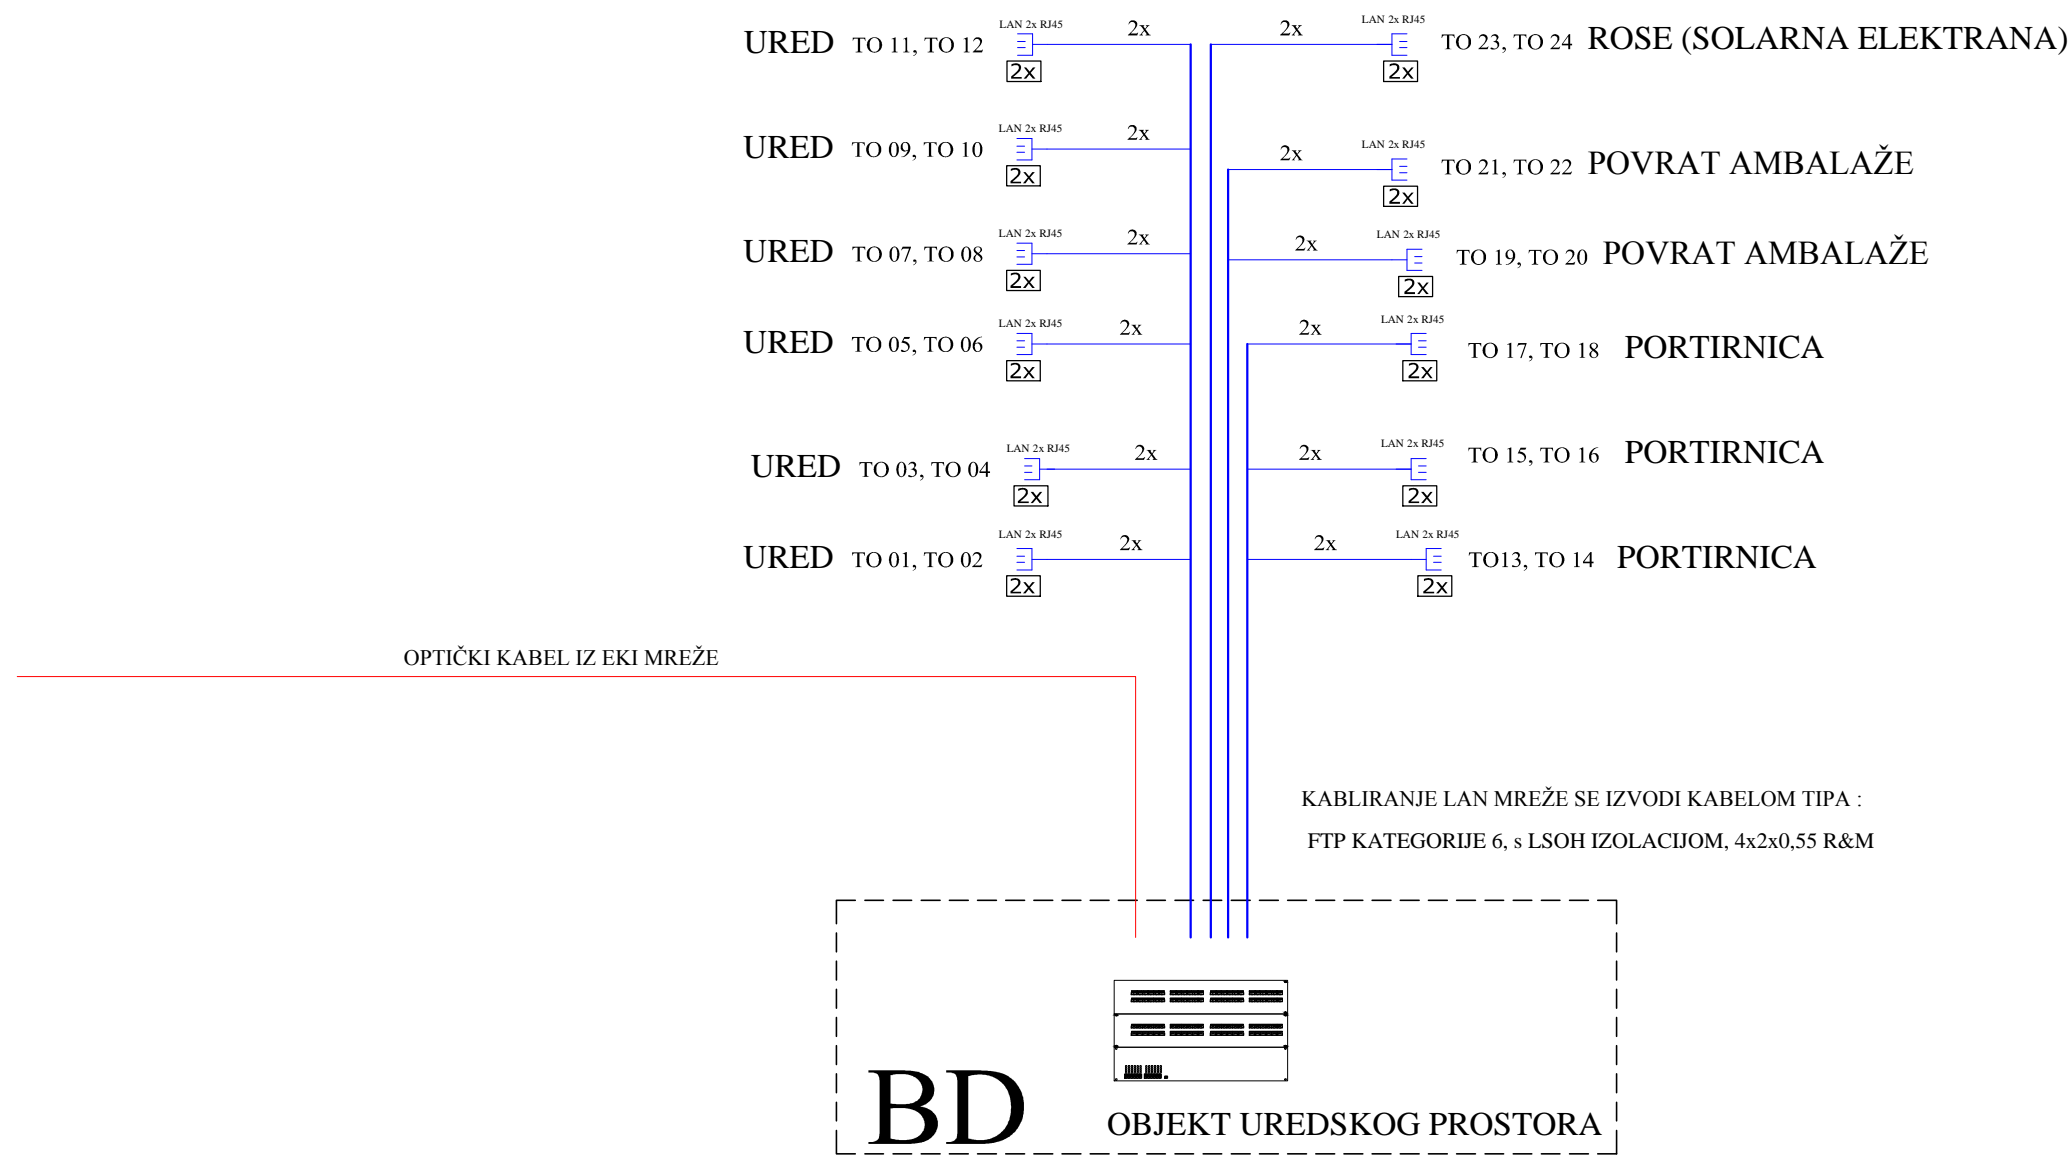 LAN 2x RJ45
URED TO 11, TO 12 2x
2x
LAN 2x RJ45
2x TO 23, TO 24 ROSE (SOLARNA ELEKTRANA)
2x
LAN 2x RJ45
URED TO 09, TO 10 2x
2x
LAN 2x RJ45
2x TO 21, TO 22 POVRAT AMBALAŽE
2x
LAN 2x RJ45
URED TO 07, TO 08 2x
2x
LAN 2x RJ45
2x TO 19, TO 20 POVRAT AMBALAŽE
2x
LAN 2x RJ45
URED TO 05, TO 06 2x
2x
LAN 2x RJ45
2x TO 17, TO 18 PORTIRNICA
2x
LAN 2x RJ45
URED TO 03, TO 04 2x
2x
LAN 2x RJ45
2x TO 15, TO 16 PORTIRNICA
2x
LAN 2x RJ45
URED TO 01, TO 02 2x
2x
LAN 2x RJ45
2x TO13, TO 14 PORTIRNICA
2x
OPTIČKI KABEL IZ EKI MREŽE
KABLIRANJE LAN MREŽE SE IZVODI KABELOM TIPA :
FTP KATEGORIJE 6, s LSOH IZOLACIJOM, 4x2x0,55 R&M
BD
OBJEKT UREDSKOG PROSTORA